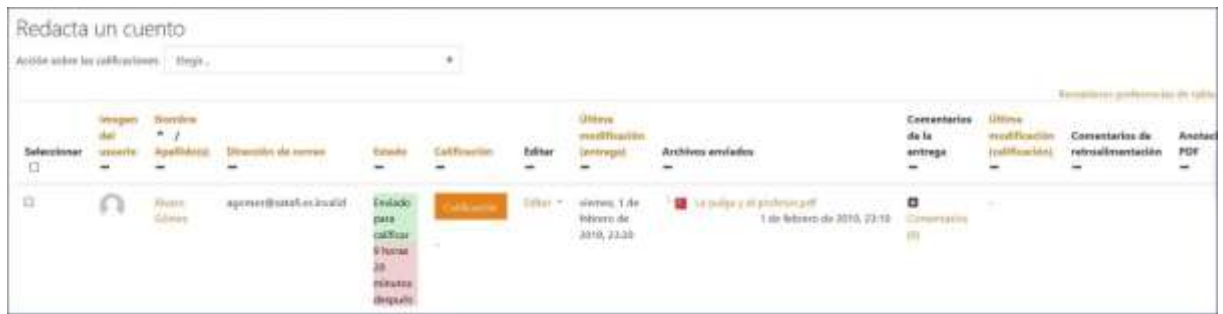 Redacta un cuento
Acción sobre las calificaciones Elegir...
Restablecer preferencias de tabla
Seleccionar
Imagen
del
usuario
Nombre
/
Apellido(s)
Dirección de correo
Estado
Calificación
Editar
Última
modificación
(entrega)
Archivos enviados
Comentarios
de la
entrega
Última
modificación
(calificación)
Comentarios de
retroalimentación
Anotaci
PDF
Álvaro
Gómez
Enviado
para
calificar
9 horas
20
minutos
después
Calificación
Editar
viernes, 1 de
febrero de
2019, 23:20
La pulga y el profesor.pdf
1 de febrero de 2019, 23:19
Comentarios
(0)